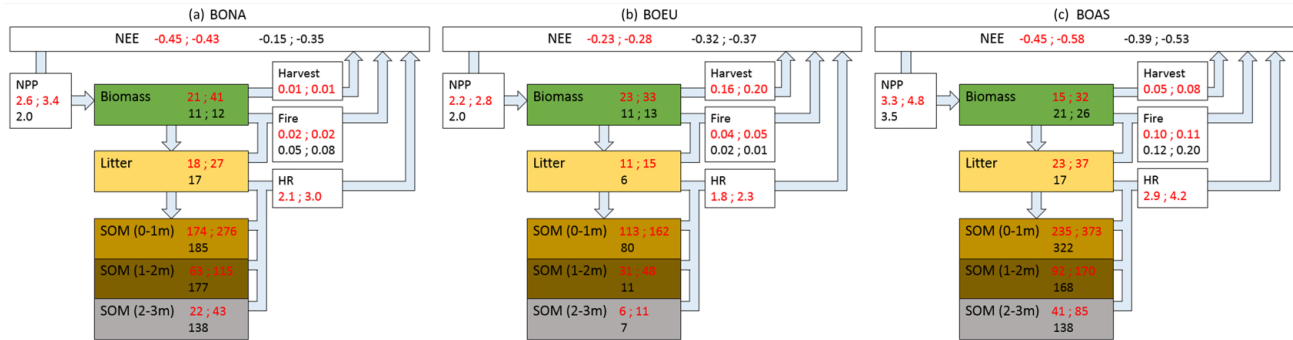 (a) BONA
NEE -0.45 ; -0.43 -0.15 ; -0.35
NPP
2.6 ; 3.4
2.0
Biomass 21 ; 41
11 ; 12
Harvest
0.01 ; 0.01
Fire
0.02 ; 0.02
0.05 ; 0.08
Litter 18 ; 27
17
HR
2.1 ; 3.0
SOM (0-1m) 174 ; 276
185
SOM (1-2m) 63 ; 115
177
SOM (2-3m) 22 ; 43
138
(b) BOEU
NEE -0.23 ; -0.28 -0.32 ; -0.37
NPP
2.2 ; 2.8
2.0
Biomass 23 ; 33
11 ; 13
Harvest
0.16 ; 0.20
Fire
0.04 ; 0.05
0.02 ; 0.01
Litter 11 ; 15
6
HR
1.8 ; 2.3
SOM (0-1m) 113 ; 162
80
SOM (1-2m) 31 ; 48
11
SOM (2-3m) 6 ; 11
7
(c) BOAS
NEE -0.45 ; -0.58 -0.39 ; -0.53
NPP
3.3 ; 4.8
3.5
Biomass 15 ; 32
21 ; 26
Harvest
0.05 ; 0.08
Fire
0.10 ; 0.11
0.12 ; 0.20
Litter 23 ; 37
17
HR
2.9 ; 4.2
SOM (0-1m) 235 ; 373
322
SOM (1-2m) 92 ; 170
168
SOM (2-3m) 41 ; 85
138